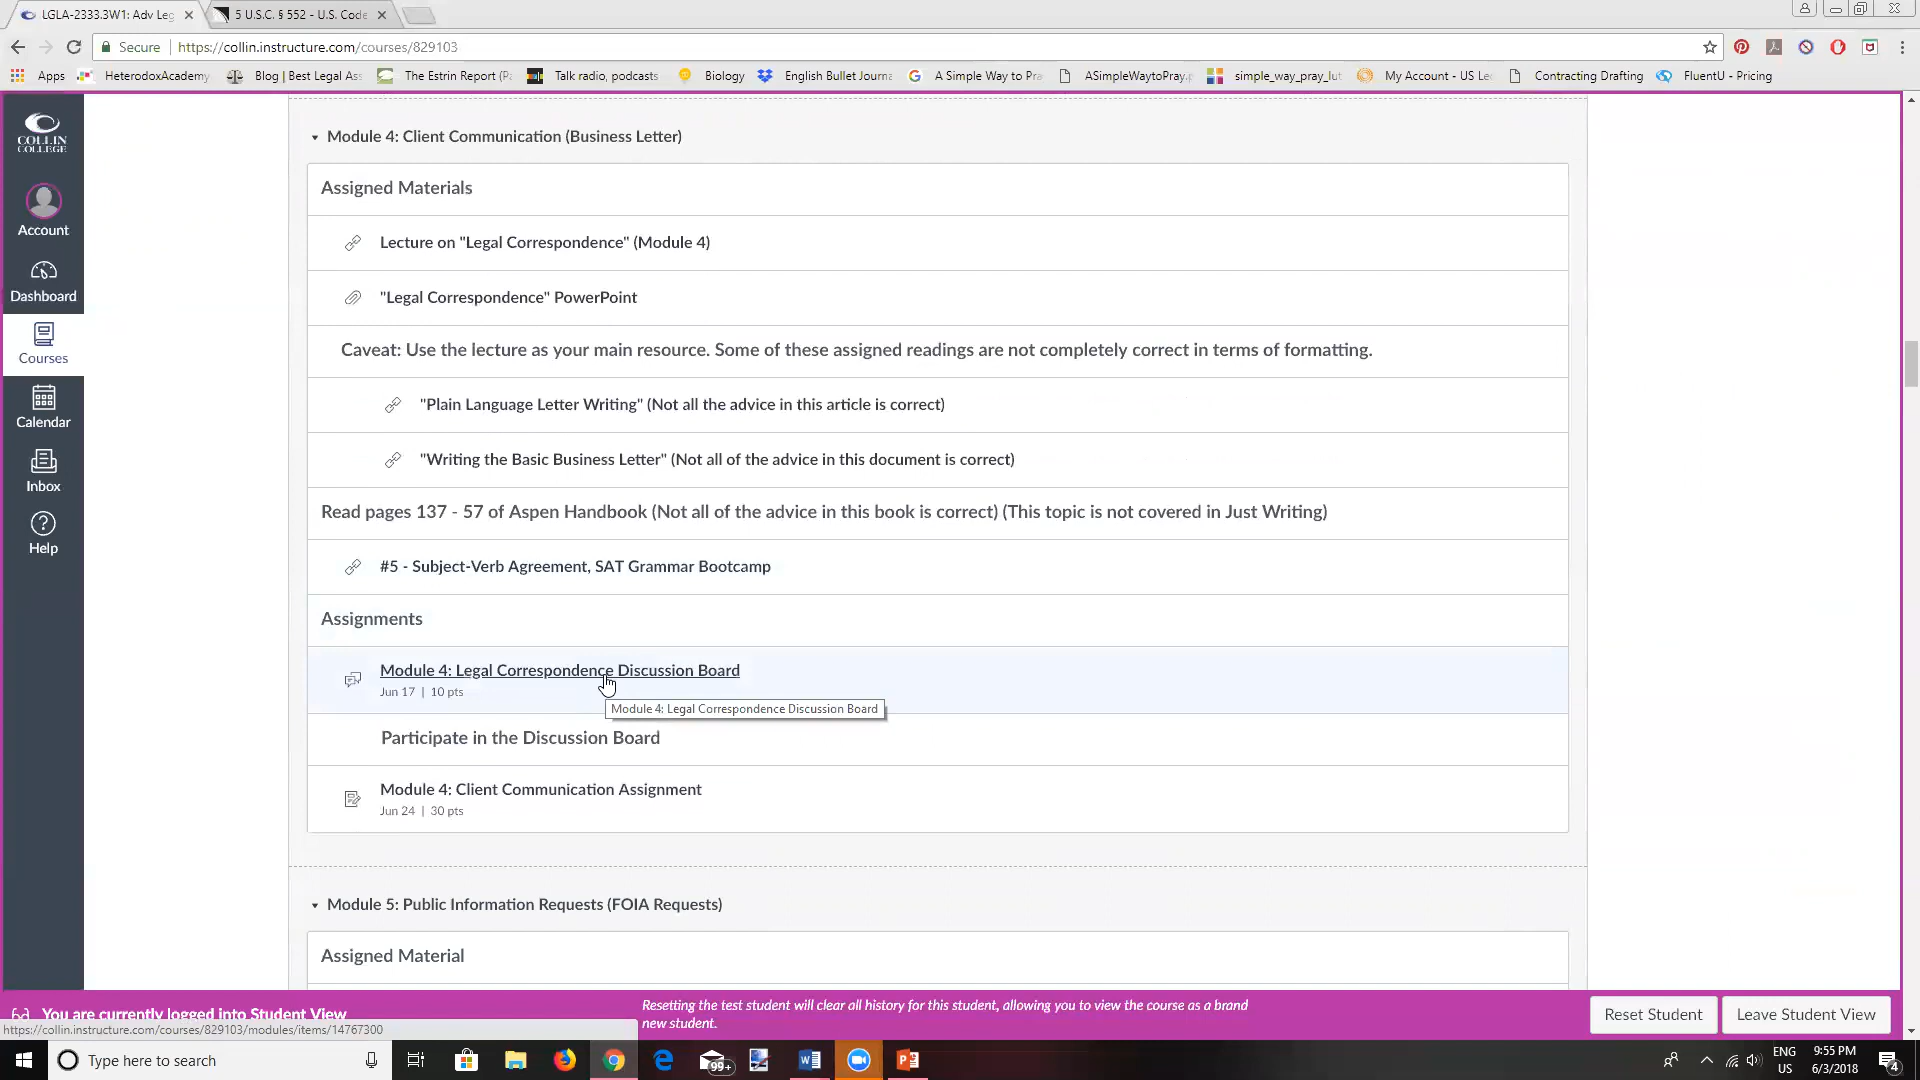 LGLA-2333.3W1: Adv Leg
5 U.S.C. § 552 - U.S. Code
Secure
https://collin.instructure.com/courses/829103
Apps
HeterodoxAcademy
Blog | Best Legal Ass
The Estrin Report (Pa
Talk radio, podcasts
Biology
English Bullet Journa
A Simple Way to Pra
ASimpleWaytoPray.p
simple_way_pray_lut
My Account - US Le
Contracting Drafting
FluentU - Pricing
COLLIN
COLLEGE
Account
Dashboard
Courses
Calendar
Inbox
Help
Module 4: Client Communication (Business Letter)
Assigned Materials
Lecture on "Legal Correspondence" (Module 4)
"Legal Correspondence" PowerPoint
Caveat: Use the lecture as your main resource. Some of these assigned readings are not completely correct in terms of formatting.
"Plain Language Letter Writing" (Not all the advice in this article is correct)
"Writing the Basic Business Letter" (Not all of the advice in this document is correct)
Read pages 137 - 57 of Aspen Handbook (Not all of the advice in this book is correct) (This topic is not covered in Just Writing)
#5 - Subject-Verb Agreement, SAT Grammar Bootcamp
Assignments
Module 4: Legal Correspondence Discussion Board
Jun 17 | 10 pts
Module 4: Legal Correspondence Discussion Board
Participate in the Discussion Board
Module 4: Client Communication Assignment
Jun 24 | 30 pts
Module 5: Public Information Requests (FOIA Requests)
Assigned Material
You are currently logged into Student View
Resetting the test student will clear all history for this student, allowing you to view the course as a brand
new student.
Reset Student
Leave Student View
https://collin.instructure.com/courses/829103/modules/items/14767300
Type here to search
99+
ENG
US
9:55 PM
6/3/2018
4